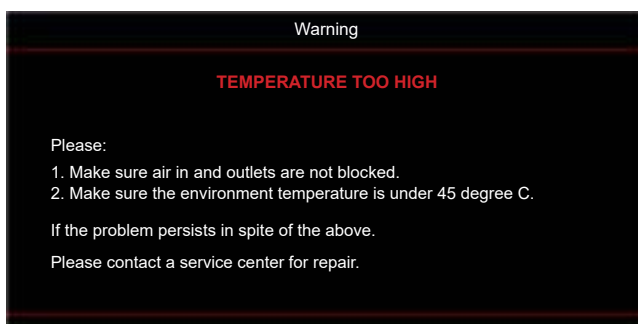 Warning
TEMPERATURE TOO HIGH
Please:
1. Make sure air in and outlets are not blocked.
2. Make sure the environment temperature is under 45 degree C.
If the problem persists in spite of the above.
Please contact a service center for repair.